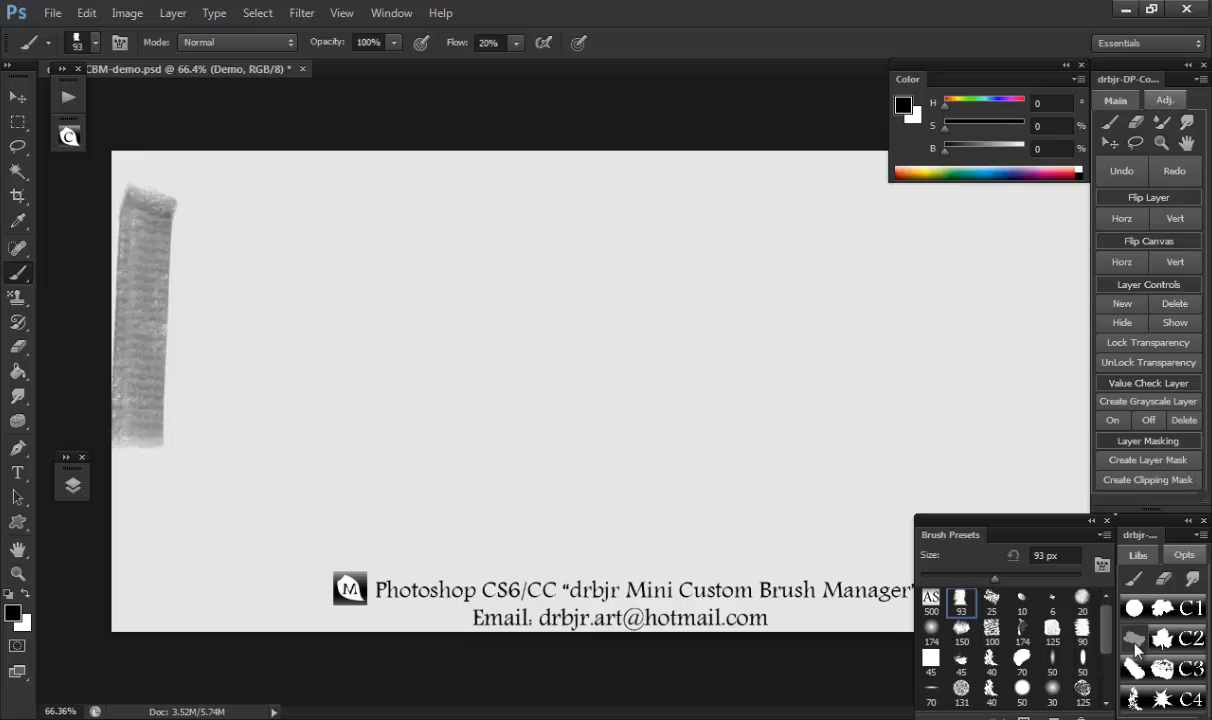 Ps File Edit Image Layer Type Select Filter View Window Help
93 Mode: Normal Opacity: 100% Flow: 20% Essentials
CBM-demo.psd @ 66.4% (Demo, RGB/8) *
Color drbjr-DP-Co...
Main Adj.
H 0 °
S 0 %
B 0 %
C
Undo Redo
Flip Layer
Horz Vert
Flip Canvas
Horz Vert
Layer Controls
New Delete
Hide Show
Lock Transparency
UnLock Transparency
Value Check Layer
Create Grayscale Layer
On Off Delete
Layer Masking
Create Layer Mask
Create Clipping Mask
Brush Presets drbjr-...
Size: 93 px Libs Opts
AS
500 93 25 10 6 20
174 150 100 174 125 90
45 45 40 70 50 50
70 131 40 50 30 40
C1
C2
C3
C4
M Photoshop CS6/CC “drbjr Mini Custom Brush Manager”
Email: drbjr.art@hotmail.com
66.36% Doc: 3.52M/5.74M